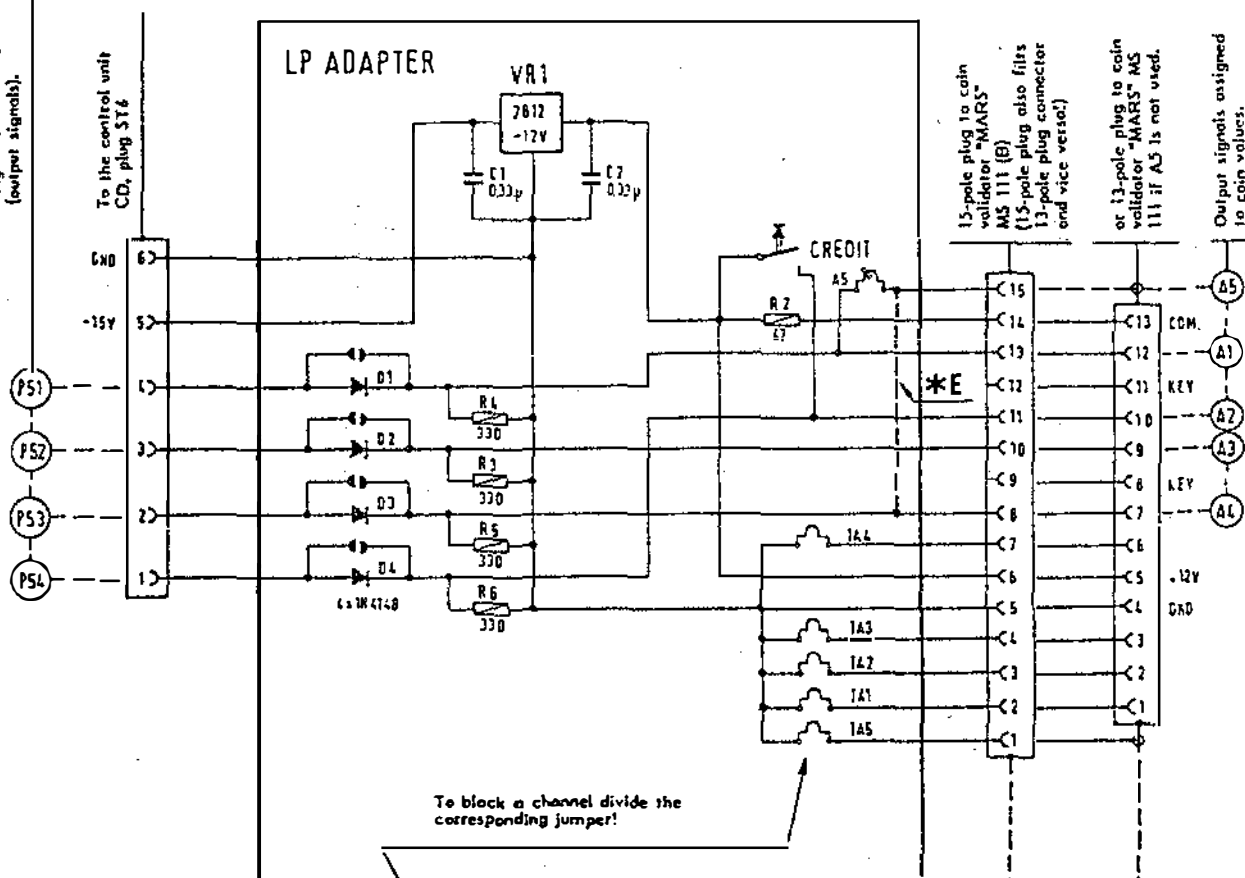 (output signals).
To the control unit
CD, plug ST6
LP ADAPTER
VR1
7812
-12V
C1
0,33µ
C2
0,33µ
GND
6
-15V
5
4
3
2
1
PS1
PS2
PS3
PS4
D1
D2
D3
D4
4x1N4148
R4
330
R3
330
R5
330
R6
330
CREDIT
A5
R2
47
*E
IA4
IA3
IA2
IA1
IA5
15-pole plug to coin
validator "MARS"
MS 111 (B)
(15-pole plug also fits
13-pole plug connector
and vice versa!)
or 13-pole plug to coin
validator "MARS" MS
111 if A5 is not used.
Output signals assigned
to coin values.
15
14
13
12
11
10
9
8
7
6
5
4
3
2
1
13 COM.
12
11 KEY
10
9
8 KEY
7
6
5 .12V
4 GND
3
2
1
A5
A1
A2
A3
A4
To block a channel divide the
corresponding jumper!